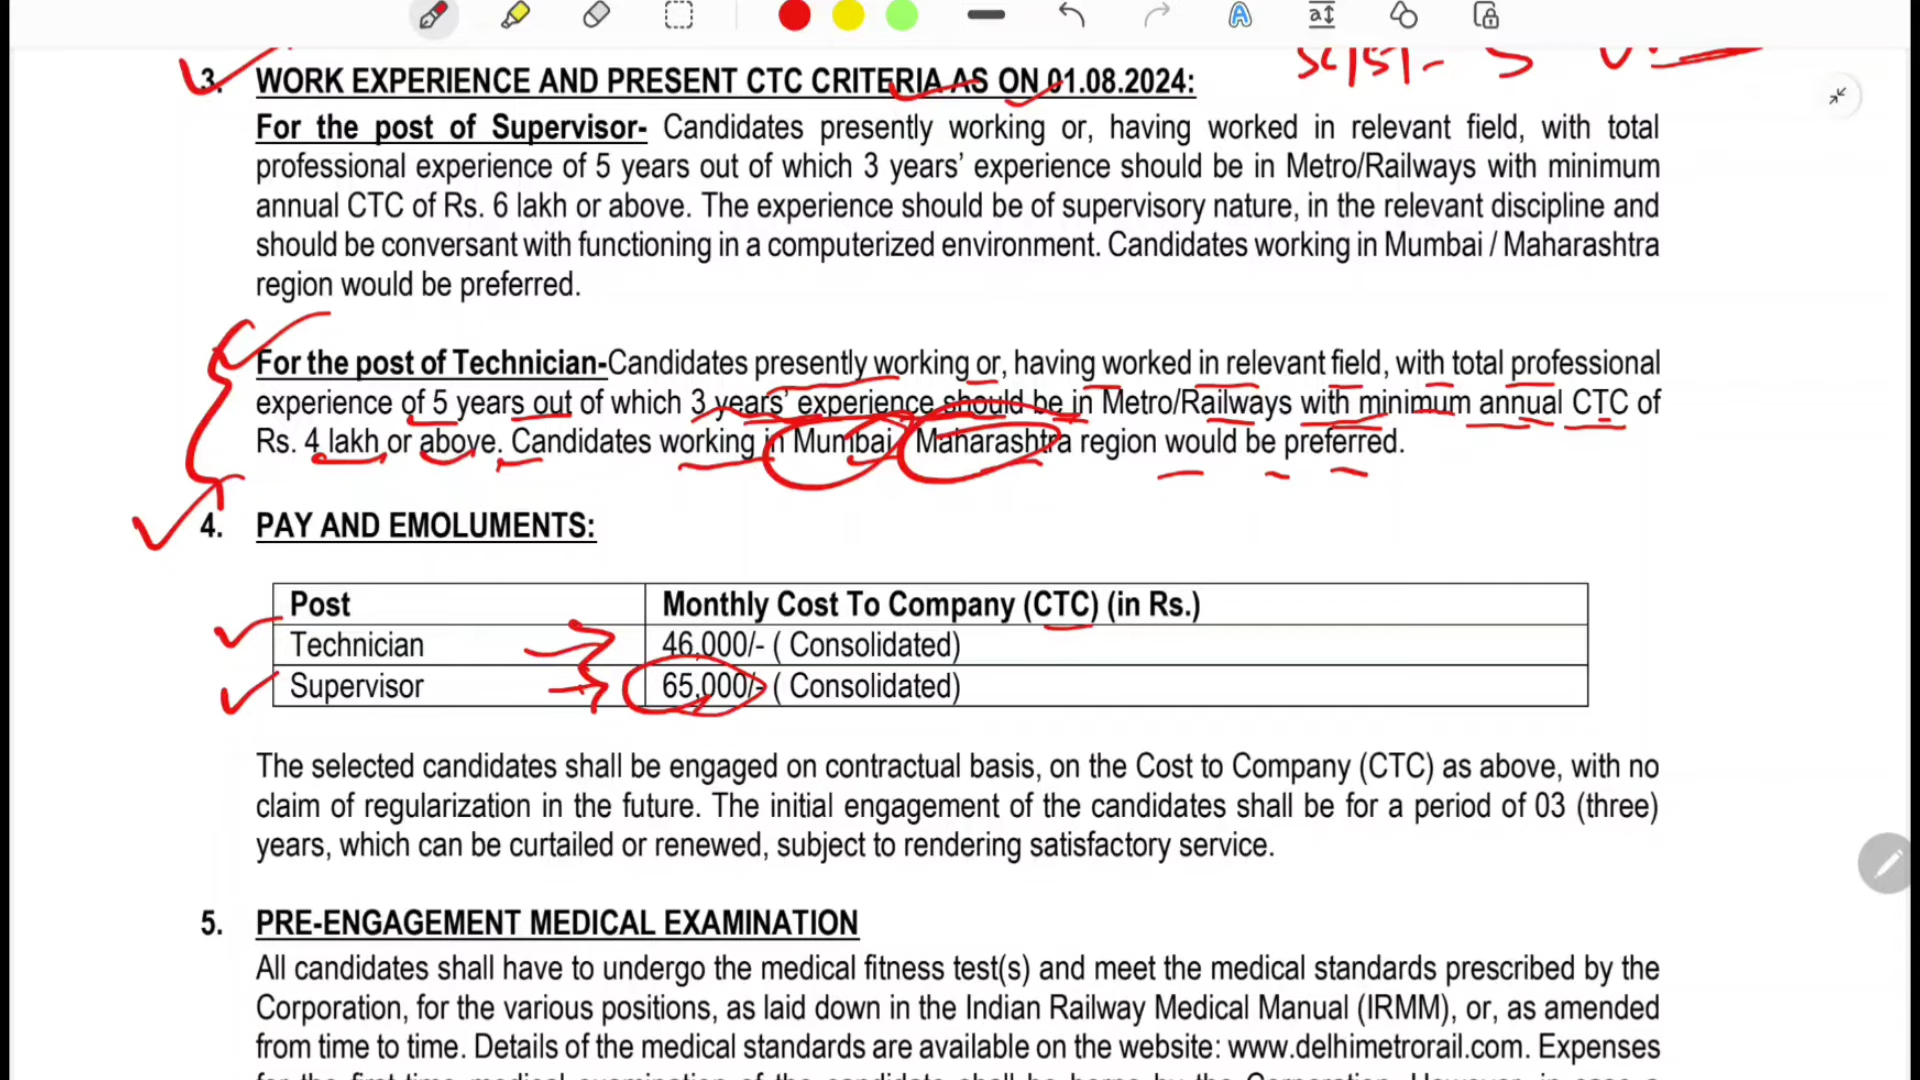 SC/ST - 5
3. WORK EXPERIENCE AND PRESENT CTC CRITERIA AS ON 01.08.2024:
For the post of Supervisor- Candidates presently working or, having worked in relevant field, with total
professional experience of 5 years out of which 3 years’ experience should be in Metro/Railways with minimum
annual CTC of Rs. 6 lakh or above. The experience should be of supervisory nature, in the relevant discipline and
should be conversant with functioning in a computerized environment. Candidates working in Mumbai / Maharashtra
region would be preferred.
For the post of Technician-Candidates presently working or, having worked in relevant field, with total professional
experience of 5 years out of which 3 years’ experience should be in Metro/Railways with minimum annual CTC of
Rs. 4 lakh or above. Candidates working in Mumbai / Maharashtra region would be preferred.
4. PAY AND EMOLUMENTS:
Post Monthly Cost To Company (CTC) (in Rs.)
Technician 46,000/- ( Consolidated)
Supervisor 65,000/- ( Consolidated)
The selected candidates shall be engaged on contractual basis, on the Cost to Company (CTC) as above, with no
claim of regularization in the future. The initial engagement of the candidates shall be for a period of 03 (three)
years, which can be curtailed or renewed, subject to rendering satisfactory service.
5. PRE-ENGAGEMENT MEDICAL EXAMINATION
All candidates shall have to undergo the medical fitness test(s) and meet the medical standards prescribed by the
Corporation, for the various positions, as laid down in the Indian Railway Medical Manual (IRMM), or, as amended
from time to time. Details of the medical standards are available on the website: www.delhimetrorail.com. Expenses